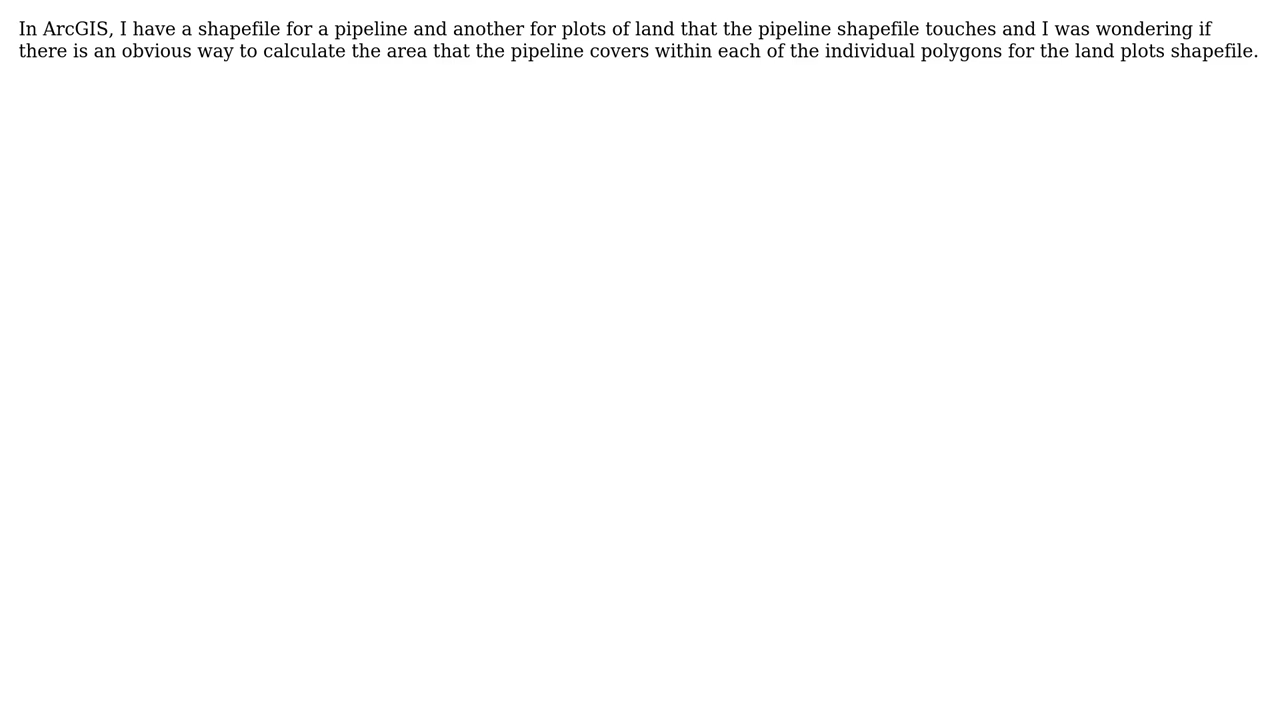 In ArcGIS, I have a shapefile for a pipeline and another for plots of land that the pipeline shapefile touches and I was wondering if
there is an obvious way to calculate the area that the pipeline covers within each of the individual polygons for the land plots shapefile.